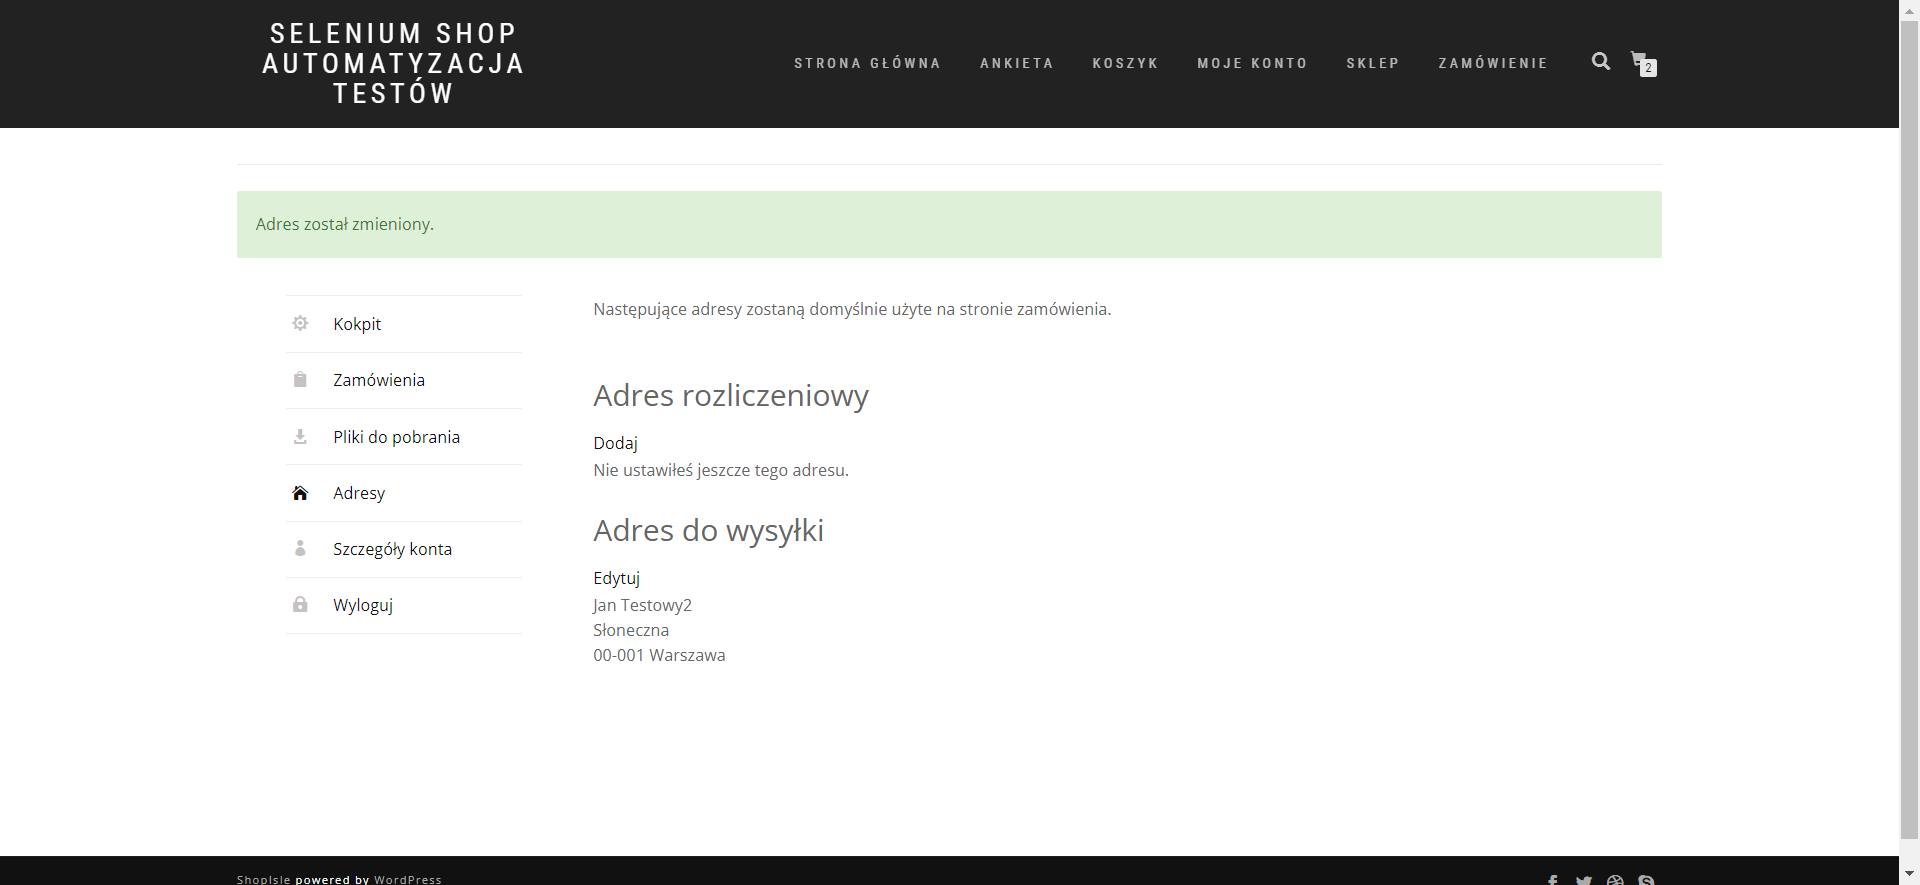 SELENIUM SHOP
AUTOMATYZACJA
TESTÓW
STRONA GŁÓWNA
ANKIETA
KOSZYK
MOJE KONTO
SKLEP
ZAMÓWIENIE
2
Adres został zmieniony.
Kokpit
Zamówienia
Pliki do pobrania
Adresy
Szczegóły konta
Wyloguj
Następujące adresy zostaną domyślnie użyte na stronie zamówienia.
Adres rozliczeniowy
Dodaj
Nie ustawiłeś jeszcze tego adresu.
Adres do wysyłki
Edytuj
Jan Testowy2
Słoneczna
00-001 Warszawa
ShopIsle powered by WordPress